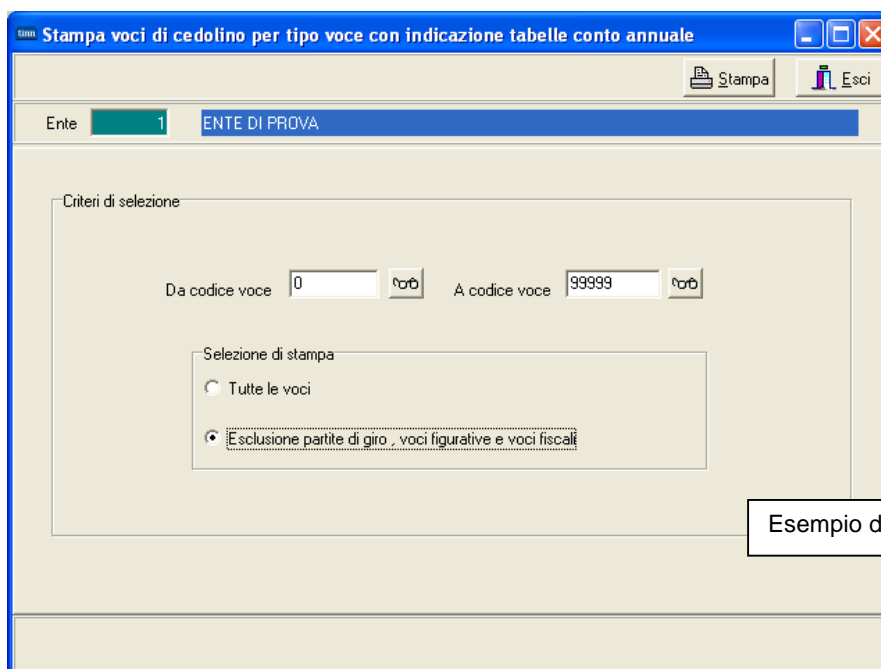 tinn Stampa voci di cedolino per tipo voce con indicazione tabelle conto annuale
Stampa Esci
Ente 1 ENTE DI PROVA
Criteri di selezione
Da codice voce 0 A codice voce 99999
Selezione di stampa
Tutte le voci
Esclusione partite di giro , voci figurative e voci fiscali
Esempio d